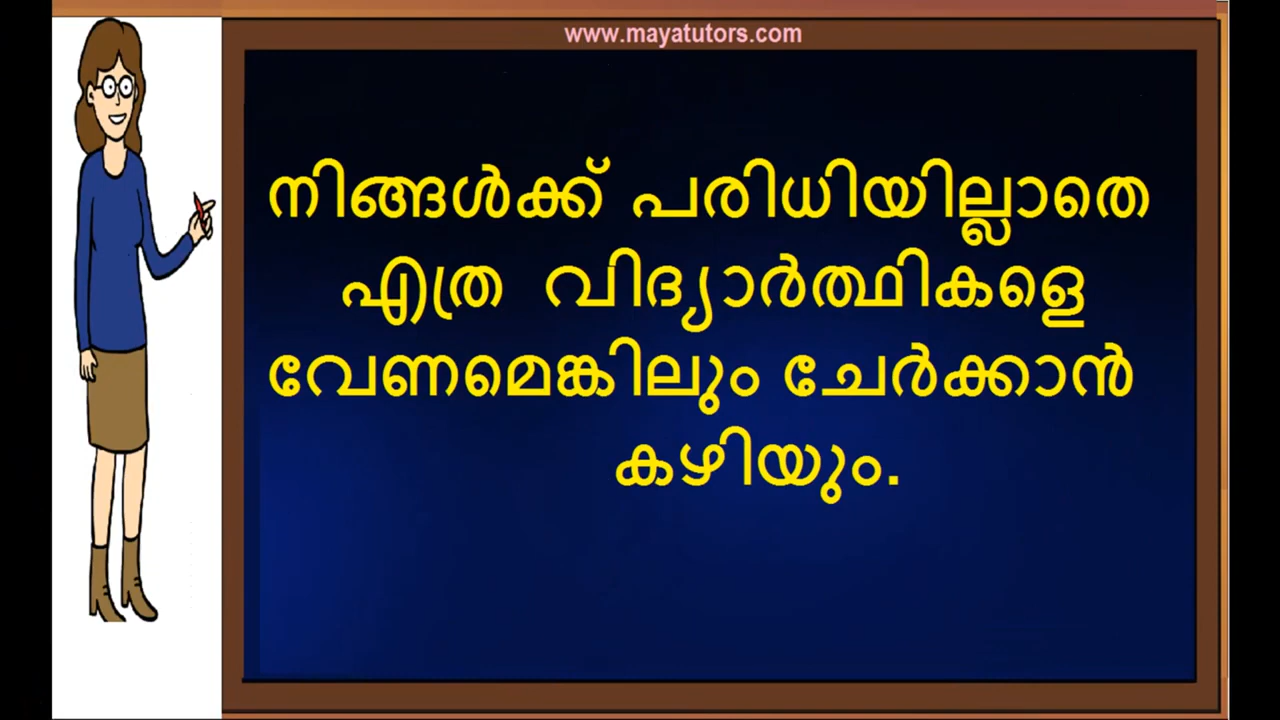 www.mayatutors.com
നിങ്ങൾക്ക് പരിധിയില്ലാതെ
എത്ര വിദ്യാർത്ഥികളെ
വേണമെങ്കിലും ചേർക്കാൻ
കഴിയും.